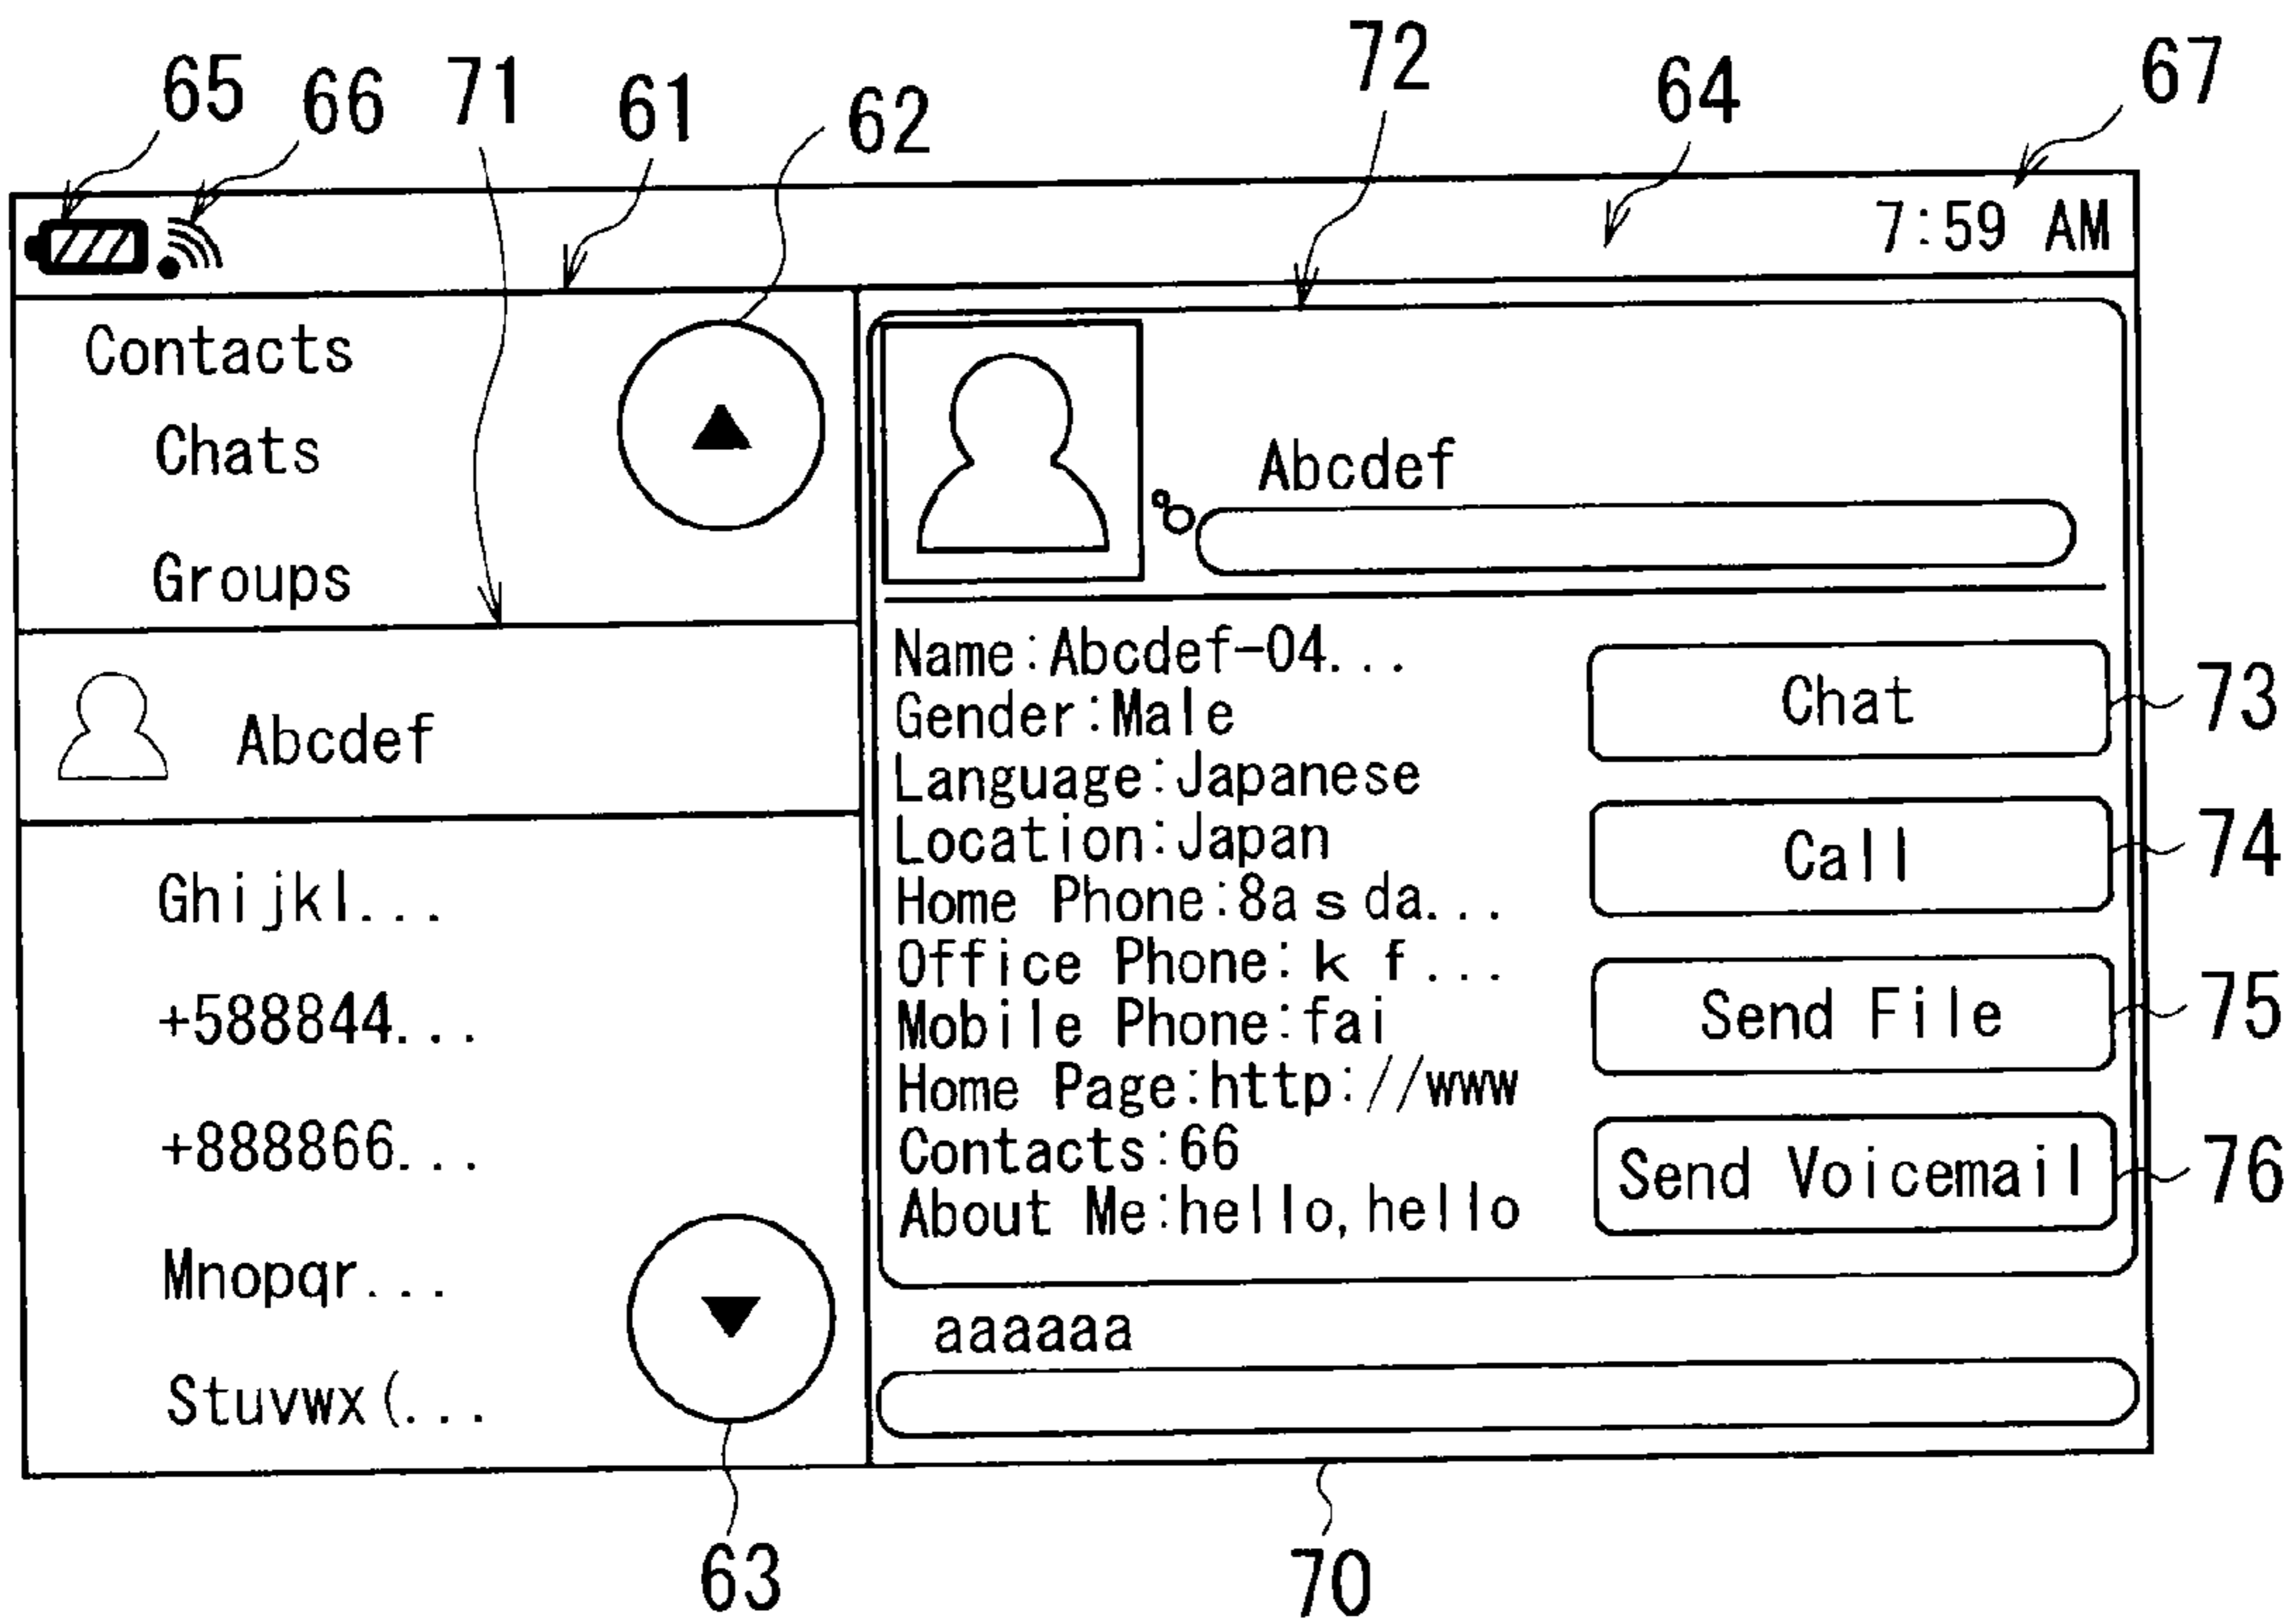 65 66 71 61 62 72 64 67
7:59 AM
Contacts
Chats
Groups
Abcdef
Ghijkl...
+588844...
+888866...
Mnopqr...
Stuvwx(...
Abcdef
Name:Abcdef-04...
Gender:Male
Language:Japanese
Location:Japan
Home Phone:8asda...
Office Phone:kf...
Mobile Phone:fai
Home Page:http://www
Contacts:66
About Me:hello,hello
Chat 73
Call 74
Send File 75
Send Voicemail 76
aaaaaa
63 70